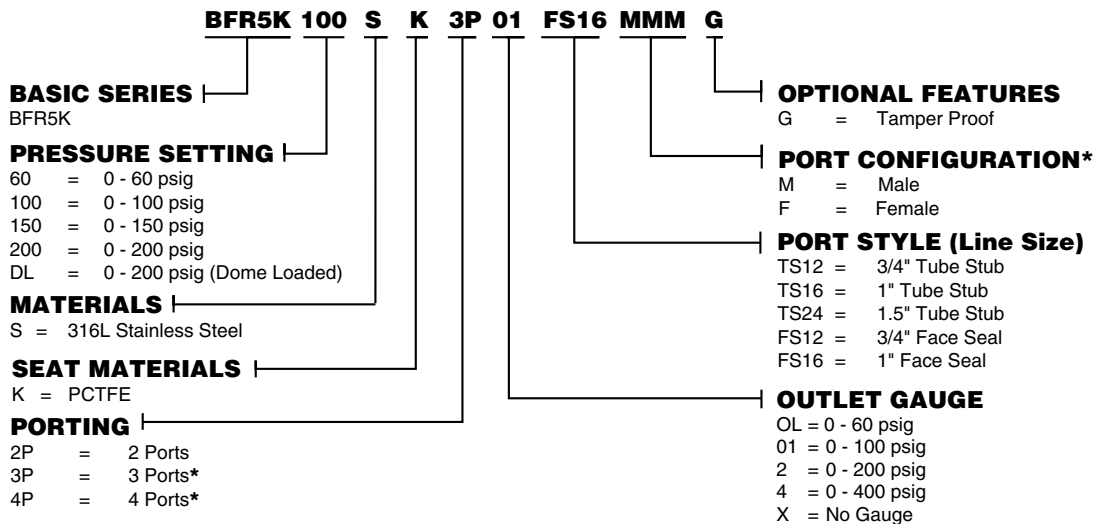 BFR5K 100 S K 3P 01 FS16 MMM G
BASIC SERIES
BFR5K
PRESSURE SETTING
60 = 0 - 60 psig
100 = 0 - 100 psig
150 = 0 - 150 psig
200 = 0 - 200 psig
DL = 0 - 200 psig (Dome Loaded)
MATERIALS
S = 316L Stainless Steel
SEAT MATERIALS
K = PCTFE
PORTING
2P = 2 Ports
3P = 3 Ports*
4P = 4 Ports*
OPTIONAL FEATURES
G = Tamper Proof
PORT CONFIGURATION*
M = Male
F = Female
PORT STYLE (Line Size)
TS12 = 3/4" Tube Stub
TS16 = 1" Tube Stub
TS24 = 1.5" Tube Stub
FS12 = 3/4" Face Seal
FS16 = 1" Face Seal
OUTLET GAUGE
OL = 0 - 60 psig
01 = 0 - 100 psig
2 = 0 - 200 psig
4 = 0 - 400 psig
X = No Gauge